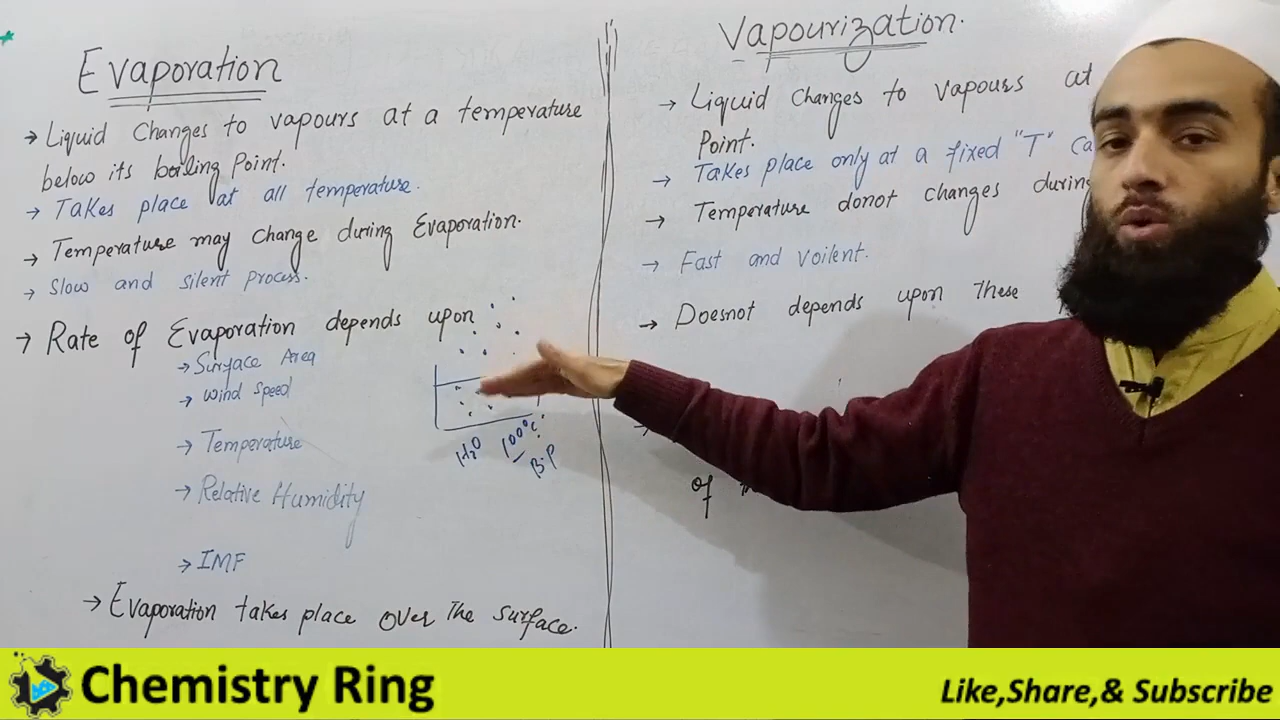 Evaporation
→ Liquid Changes to vapours at a temperature
below its boiling Point.
→ Takes place at all temperature.
→ Temperature may change during Evaporation.
→ Slow and silent process.
→ Rate of Evaporation depends upon
→ Surface Area
→ Wind Speed
→ Temperature
→ Relative Humidity
→ IMF
→ Evaporation takes place over The surface.
H₂O
100°C
B.P
Vapourization.
→ Liquid Changes to vapours at
Point.
→ Takes place only at a fixed "T"
→ Temperature donot changes during
→ Fast and voilent.
→ Doesnot depends upon These
of
Chemistry Ring
Like,Share,& Subscribe